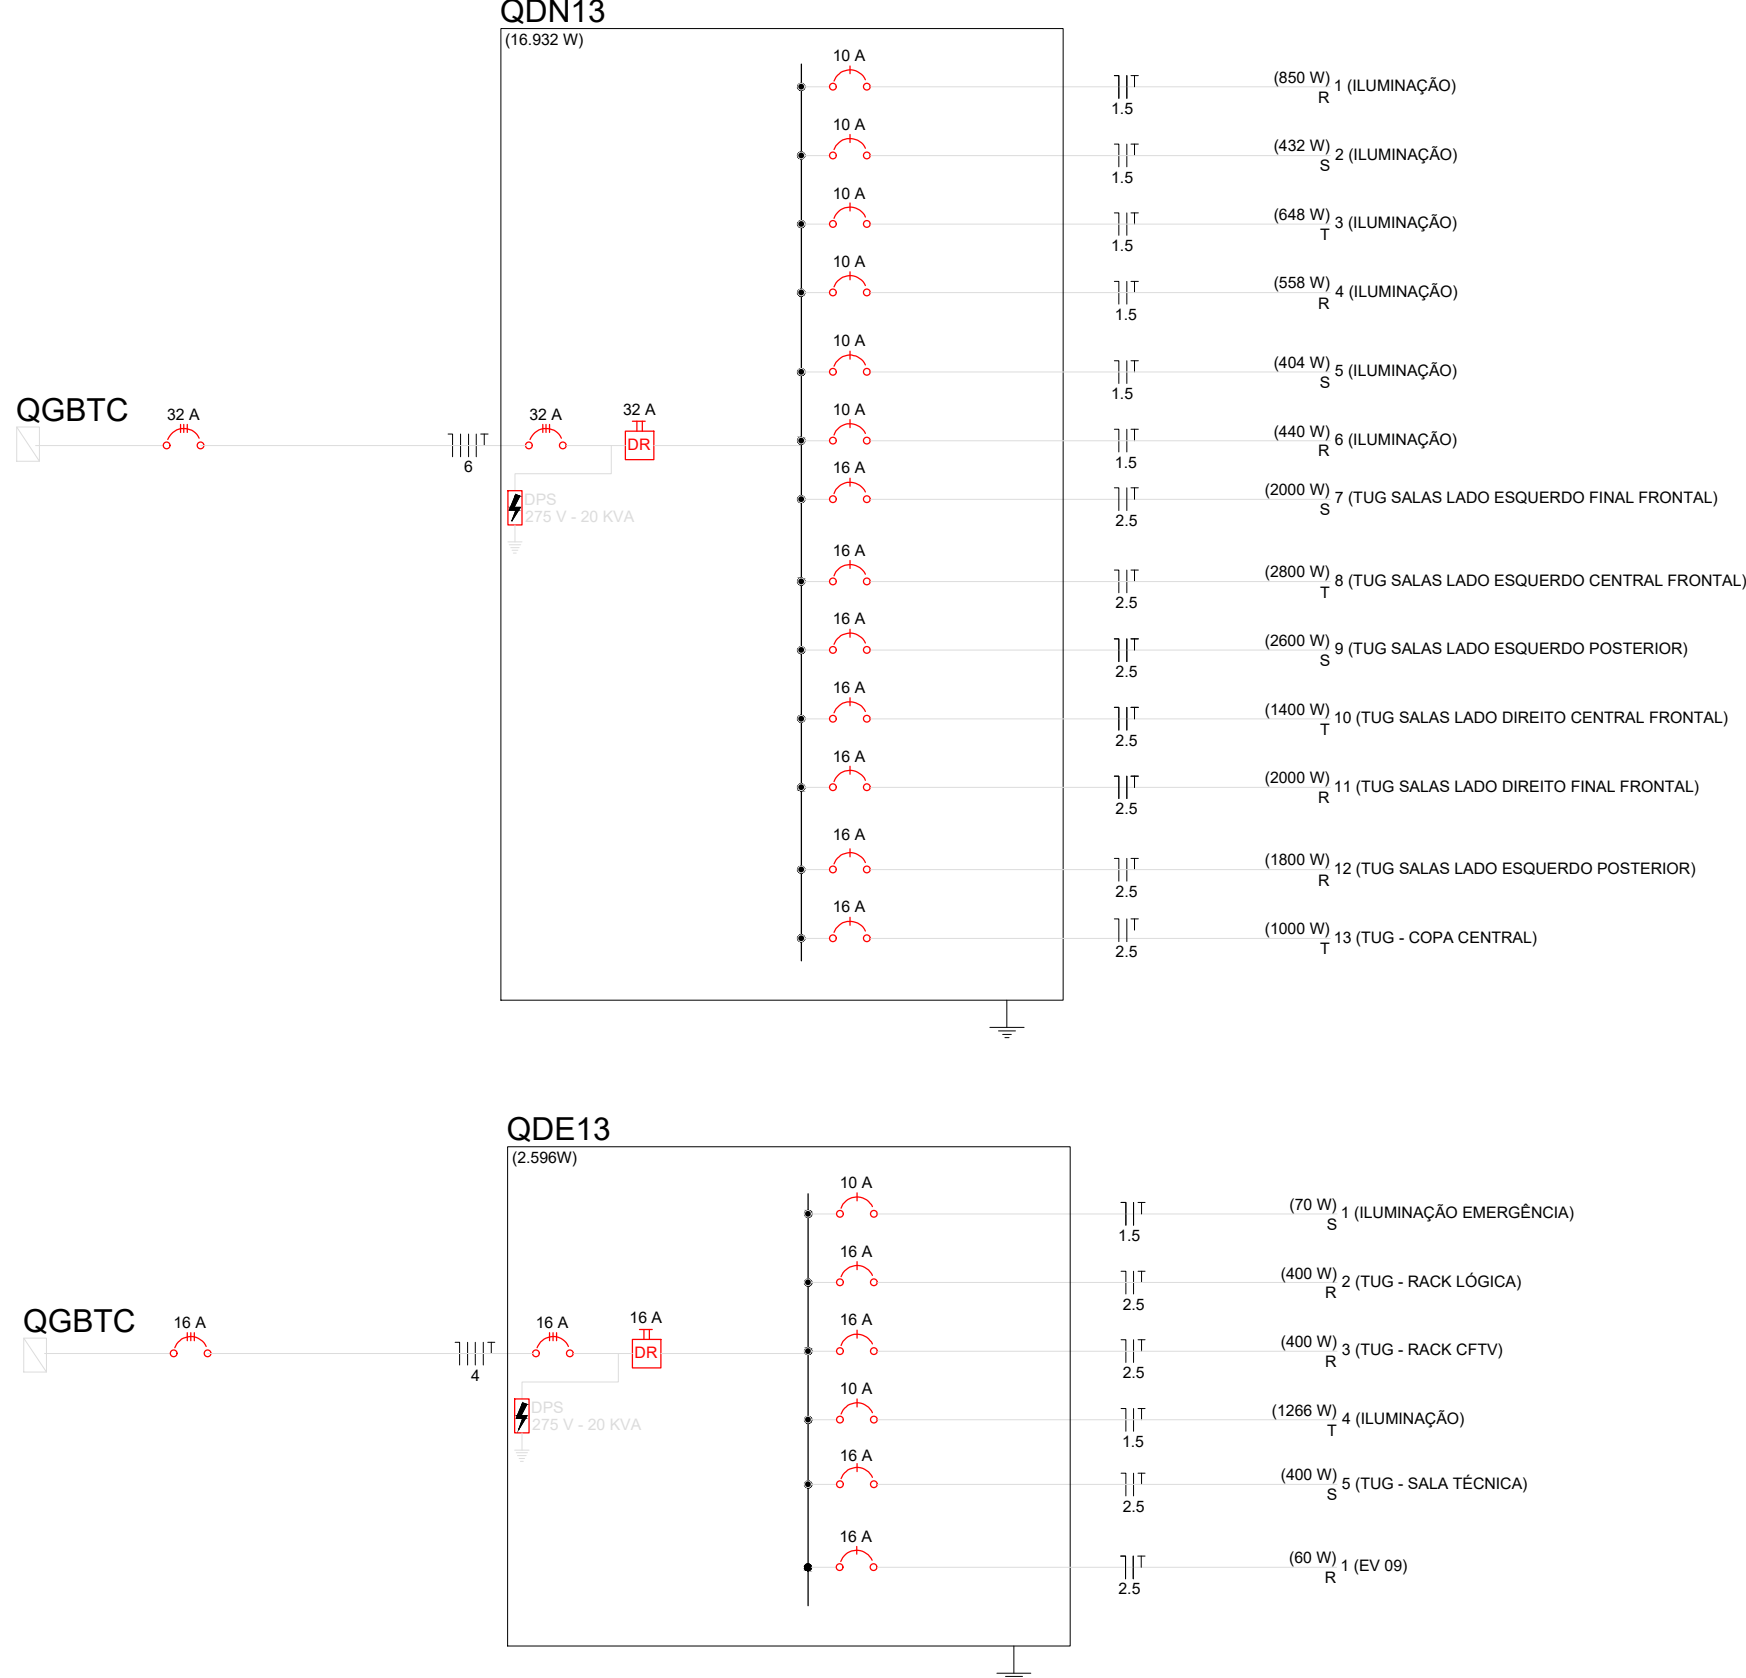 QDN13
(16.932 W)
10 A
(850 W) 1 (ILUMINAÇÃO)
R
1.5
10 A
(432 W) 2 (ILUMINAÇÃO)
S
1.5
10 A
(648 W) 3 (ILUMINAÇÃO)
T
1.5
10 A
(558 W) 4 (ILUMINAÇÃO)
R
1.5
10 A
(404 W) 5 (ILUMINAÇÃO)
S
1.5
QGBTC
32 A
6
32 A
32 A
DR
DPS
275 V - 20 KVA
10 A
(440 W) 6 (ILUMINAÇÃO)
R
1.5
16 A
(2000 W) 7 (TUG SALAS LADO ESQUERDO FINAL FRONTAL)
S
2.5
16 A
(2800 W) 8 (TUG SALAS LADO ESQUERDO CENTRAL FRONTAL)
T
2.5
16 A
(2600 W) 9 (TUG SALAS LADO ESQUERDO POSTERIOR)
S
2.5
16 A
(1400 W) 10 (TUG SALAS LADO DIREITO CENTRAL FRONTAL)
T
2.5
16 A
(2000 W) 11 (TUG SALAS LADO DIREITO FINAL FRONTAL)
R
2.5
16 A
(1800 W) 12 (TUG SALAS LADO ESQUERDO POSTERIOR)
R
2.5
16 A
(1000 W) 13 (TUG - COPA CENTRAL)
T
2.5
QDE13
(2.596W)
10 A
(70 W) 1 (ILUMINAÇÃO EMERGÊNCIA)
S
1.5
16 A
(400 W) 2 (TUG - RACK LÓGICA)
R
2.5
QGBTC
16 A
4
16 A
16 A
DR
DPS
275 V - 20 KVA
16 A
(400 W) 3 (TUG - RACK CFTV)
R
2.5
10 A
(1266 W) 4 (ILUMINAÇÃO)
T
1.5
16 A
(400 W) 5 (TUG - SALA TÉCNICA)
S
2.5
16 A
(60 W) 1 (EV 09)
R
2.5